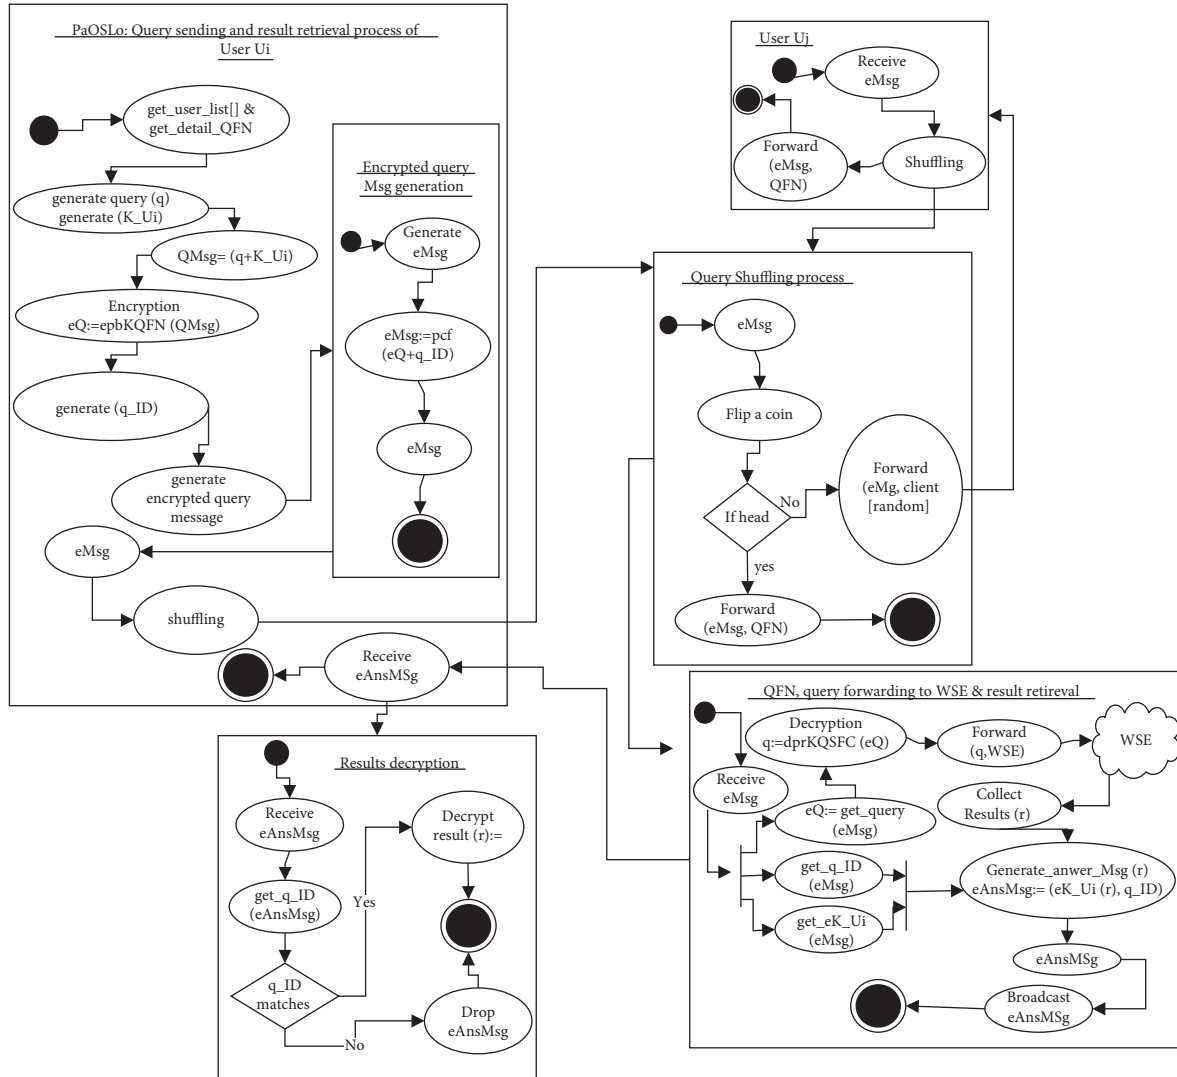 PaOSLo: Query sending and result retrieval process of
User Ui
get_user_list[] &
get_detail_QFN
generate query (q)
generate (K_Ui)
QMsg= (q+K_Ui)
Encryption
eQ:=epbKQFN (QMsg)
generate (q_ID)
generate
encrypted query
message
eMsg
shuffling
Receive
eAnsMSg
Encrypted query
Msg generation
Generate
eMsg
eMsg:=pcf
(eQ+q_ID)
eMsg
User Uj
Receive
eMsg
Shuffling
Forward
(eMsg,
QFN)
Query Shuffling process
eMsg
Flip a coin
If head
No
Forward
(eMg, client
[random]
yes
Forward
(eMsg, QFN)
Results decryption
Receive
eAnsMsg
get_q_ID
(eAnsMsg)
q_ID
matches
Yes
Decrypt
result (r):=
No
Drop
eAnsMsg
QFN, query forwarding to WSE & result retireval
Receive
eMsg
Decryption
q:=dprKQSFC (eQ)
Forward
(q,WSE)
WSE
eQ:= get_query
(eMsg)
Collect
Results (r)
get_q_ID
(eMsg)
get_eK_Ui
(eMsg)
Generate_anwer_Msg (r)
eAnsMsg:= (eK_Ui (r), q_ID)
eAnsMSg
Broadcast
eAnsMSg